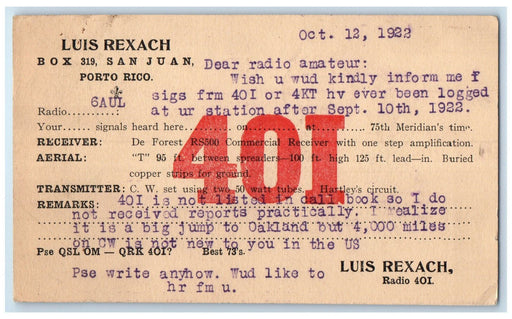 Oct. 12, 1922
LUIS REXACH
BOX 319, SAN JUAN,
PORTO RICO.
Dear radio amateur:
Wish u wud kindly inform me f
sigs frm 4OI or 4KT hv ever been logged
at ur station after Sept. 10th, 1922.
Radio 6AUL
Your...... signals heard here..... on.......... at.......... 75th Meridian's time.
RECEIVER: De Forest RS500 Commercial Receiver with one step amplification.
AERIAL: "T" 95 ft. between spreaders—100 ft. high 125 ft. lead—in. Buried
copper strips for ground.
TRANSMITTER: C. W. set using two 50 watt tubes. Hartley's circuit.
4OI
REMARKS: 4OI is not listed in call book so I do
not received reports practically. I realize
it is a big jump to Oakland but 4,000 miles
on CW is not new to you in the US
Pse QSL OM — QRK 4OI? Best 73's.
Pse write anyhow. Wud like to
hr fm u.
LUIS REXACH,
Radio 4OI.